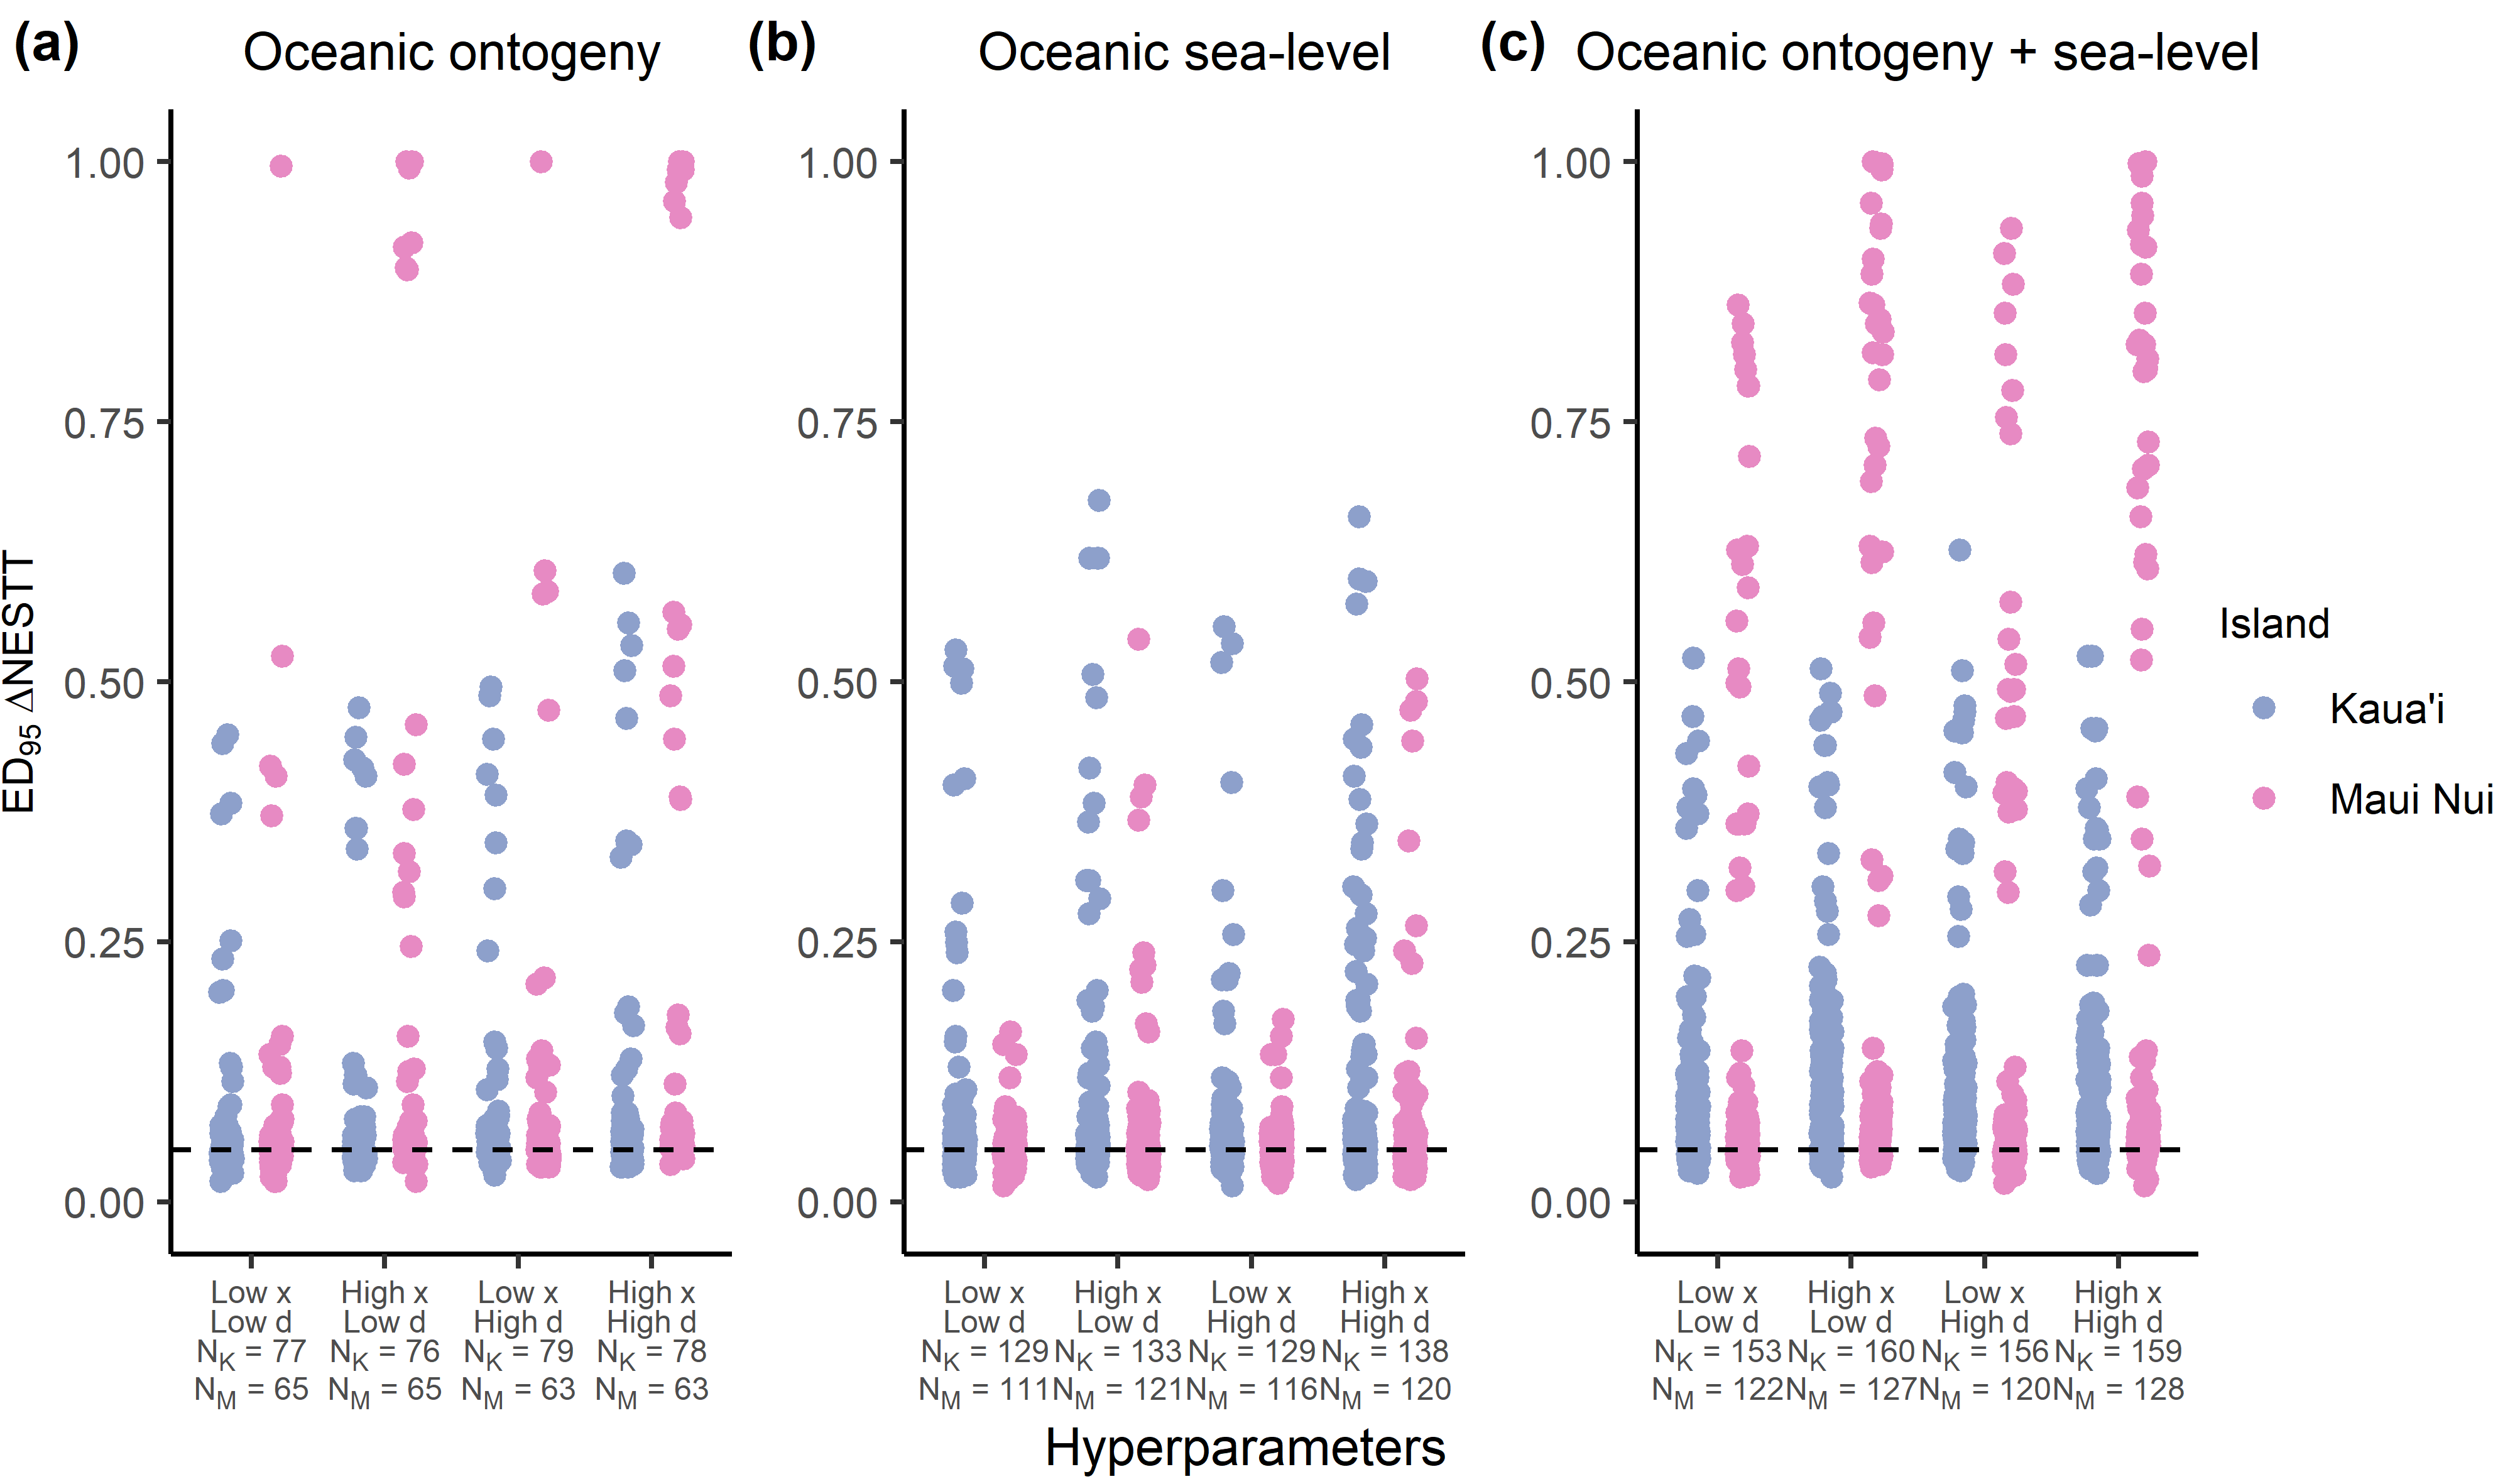 (a) Oceanic ontogeny
(b) Oceanic sea-level
(c) Oceanic ontogeny + sea-level
ED95 ΔNESTT
1.00
0.75
0.50
0.25
0.00
Low x
Low d
NK = 77
NM = 65
High x
Low d
NK = 76
NM = 65
Low x
High d
NK = 79
NM = 63
High x
High d
NK = 78
NM = 63
1.00
0.75
0.50
0.25
0.00
Low x
Low d
NK = 129
NM = 111
High x
Low d
NK = 133
NM = 121
Low x
High d
NK = 129
NM = 116
High x
High d
NK = 138
NM = 120
1.00
0.75
0.50
0.25
0.00
Low x
Low d
NK = 153
NM = 122
High x
Low d
NK = 160
NM = 127
Low x
High d
NK = 156
NM = 120
High x
High d
NK = 159
NM = 128
Hyperparameters
Island
Kaua'i
Maui Nui